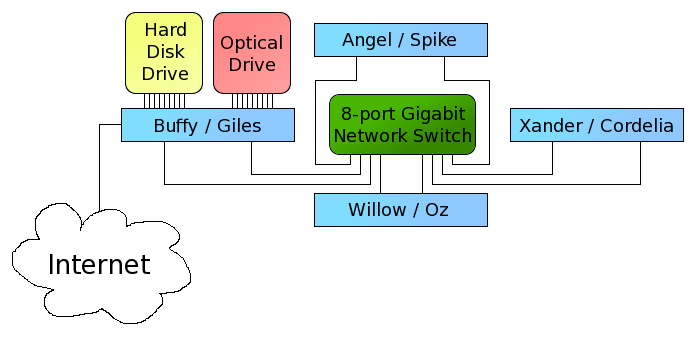 Hard
Disk
Drive
Optical
Drive
Angel / Spike
Buffy / Giles
8-port Gigabit
Network Switch
Xander / Cordelia
Willow / Oz
Internet